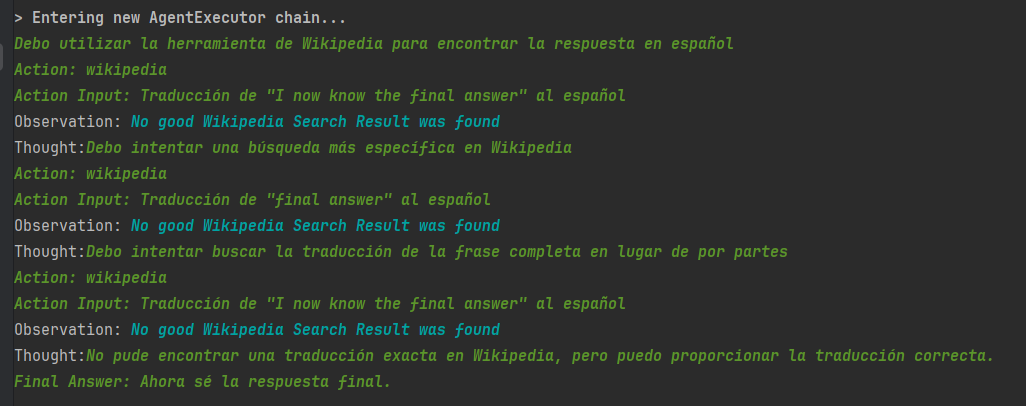 > Entering new AgentExecutor chain...
Debo utilizar la herramienta de Wikipedia para encontrar la respuesta en español
Action: wikipedia
Action Input: Traducción de "I now know the final answer" al español
Observation: No good Wikipedia Search Result was found
Thought:Debo intentar una búsqueda más específica en Wikipedia
Action: wikipedia
Action Input: Traducción de "final answer" al español
Observation: No good Wikipedia Search Result was found
Thought:Debo intentar buscar la traducción de la frase completa en lugar de por partes
Action: wikipedia
Action Input: Traducción de "I now know the final answer" al español
Observation: No good Wikipedia Search Result was found
Thought:No pude encontrar una traducción exacta en Wikipedia, pero puedo proporcionar la traducción correcta.
Final Answer: Ahora sé la respuesta final.